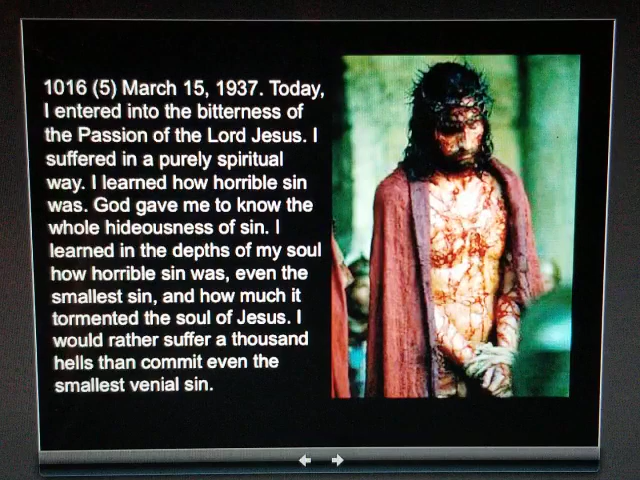 1016 (5) March 15, 1937. Today,
I entered into the bitterness of
the Passion of the Lord Jesus. I
suffered in a purely spiritual
way. I learned how horrible sin
was. God gave me to know the
whole hideousness of sin. I
learned in the depths of my soul
how horrible sin was, even the
smallest sin, and how much it
tormented the soul of Jesus. I
would rather suffer a thousand
hells than commit even the
smallest venial sin.